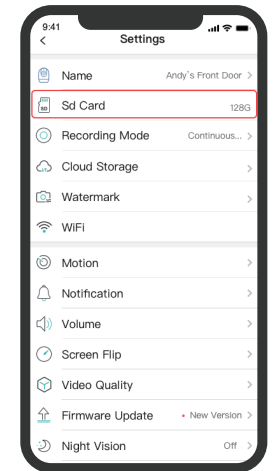 9:41
Settings
Name Andy's Front Door
SD Sd Card 128G
Recording Mode Continuous...
Cloud Storage
Watermark
WiFi
Motion
Notification
Volume
Screen Flip
Video Quality
Firmware Update • New Version
Night Vision Off